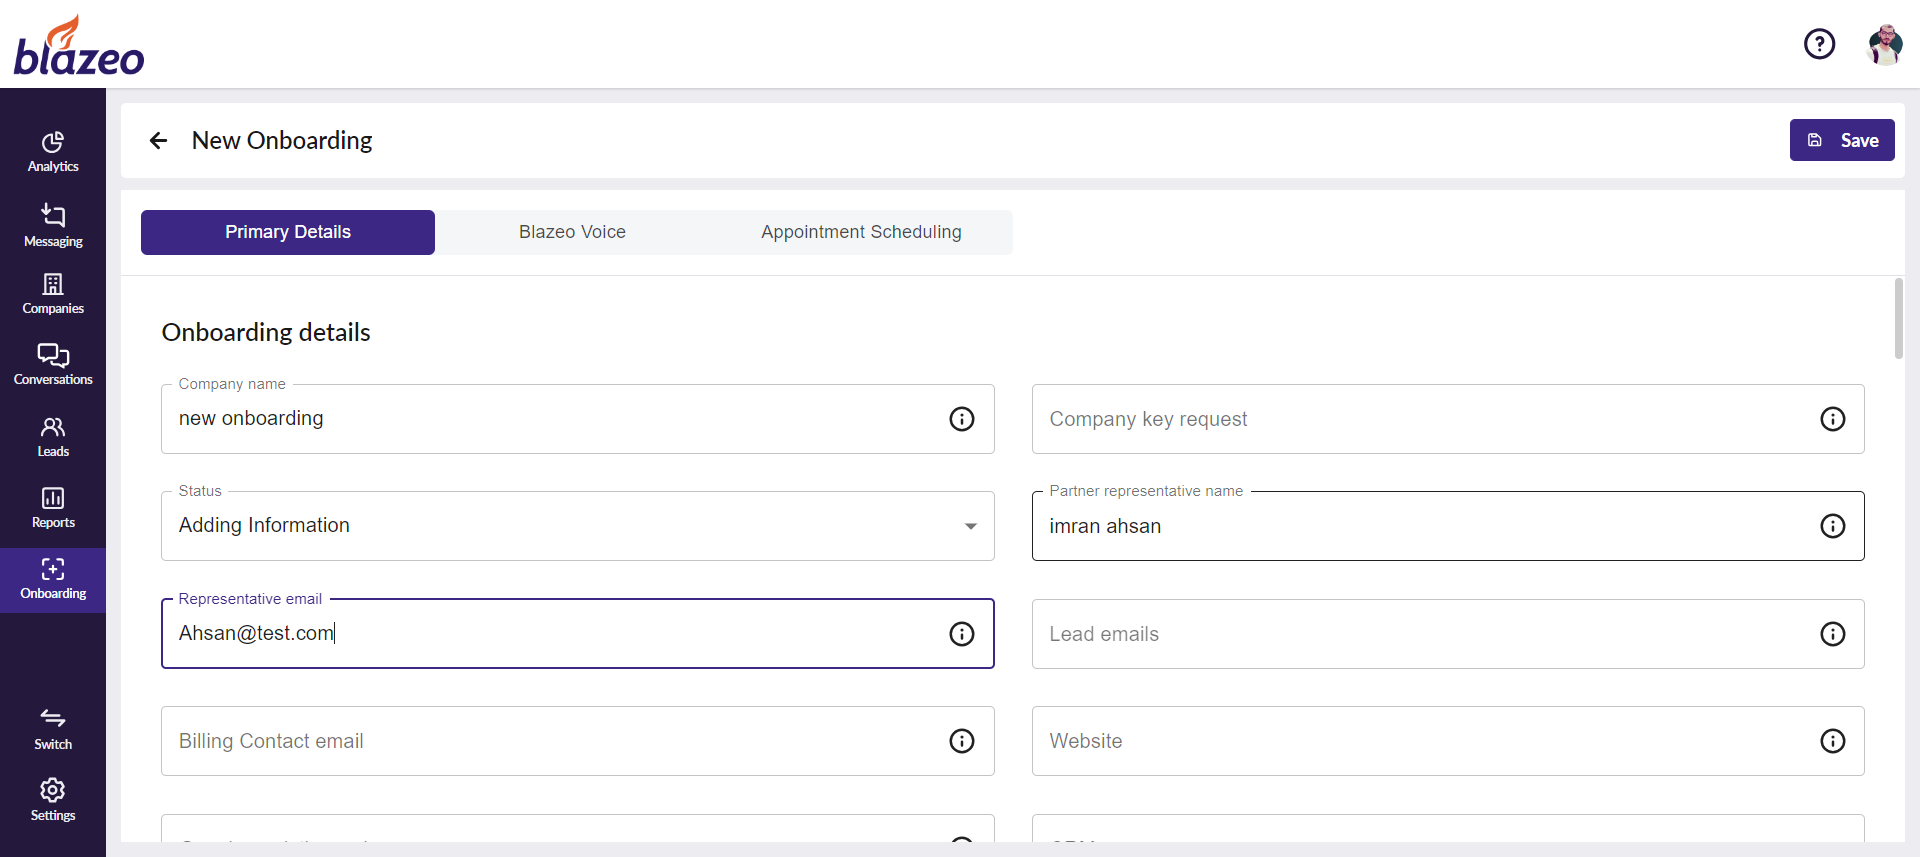 blazeo
New Onboarding
Save
Analytics
Messaging
Companies
Conversations
Leads
Reports
Onboarding
Switch
Settings
Primary Details
Blazeo Voice
Appointment Scheduling
Onboarding details
Company name
new onboarding
Company key request
Status
Adding Information
Partner representative name
imran ahsan
Representative email
Ahsan@test.com
Lead emails
Billing Contact email
Website